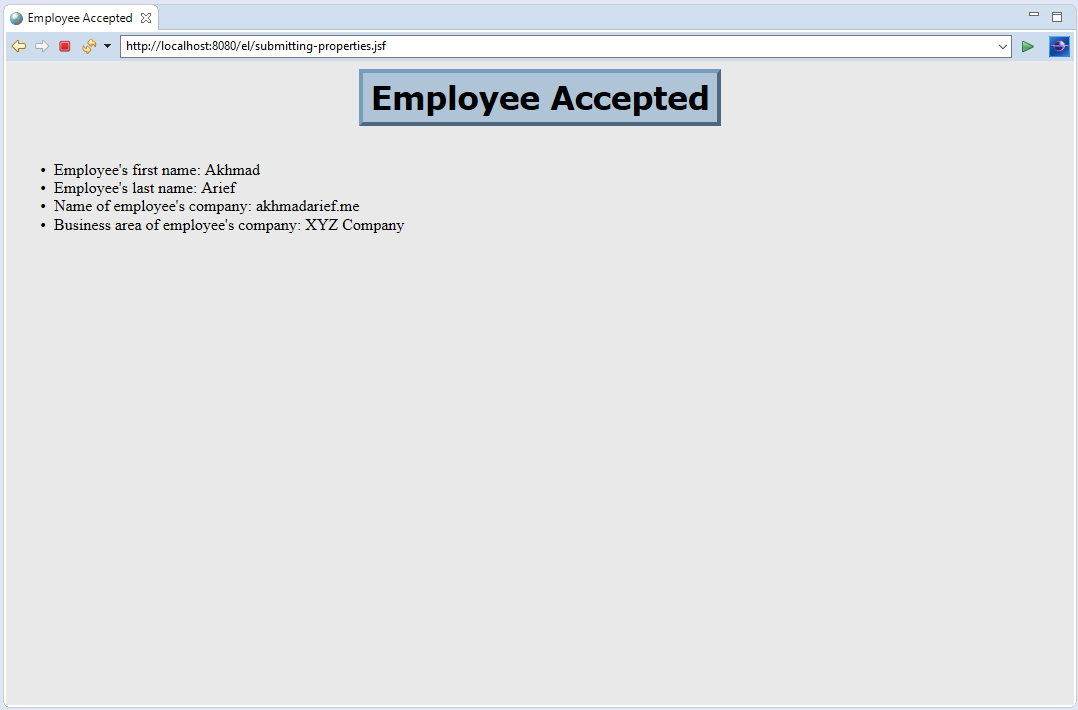 Employee Accepted
http://localhost:8080/el/submitting-properties.jsf
Employee Accepted
• Employee's first name: Akhmad
• Employee's last name: Arief
• Name of employee's company: akhmadarief.me
• Business area of employee's company: XYZ Company